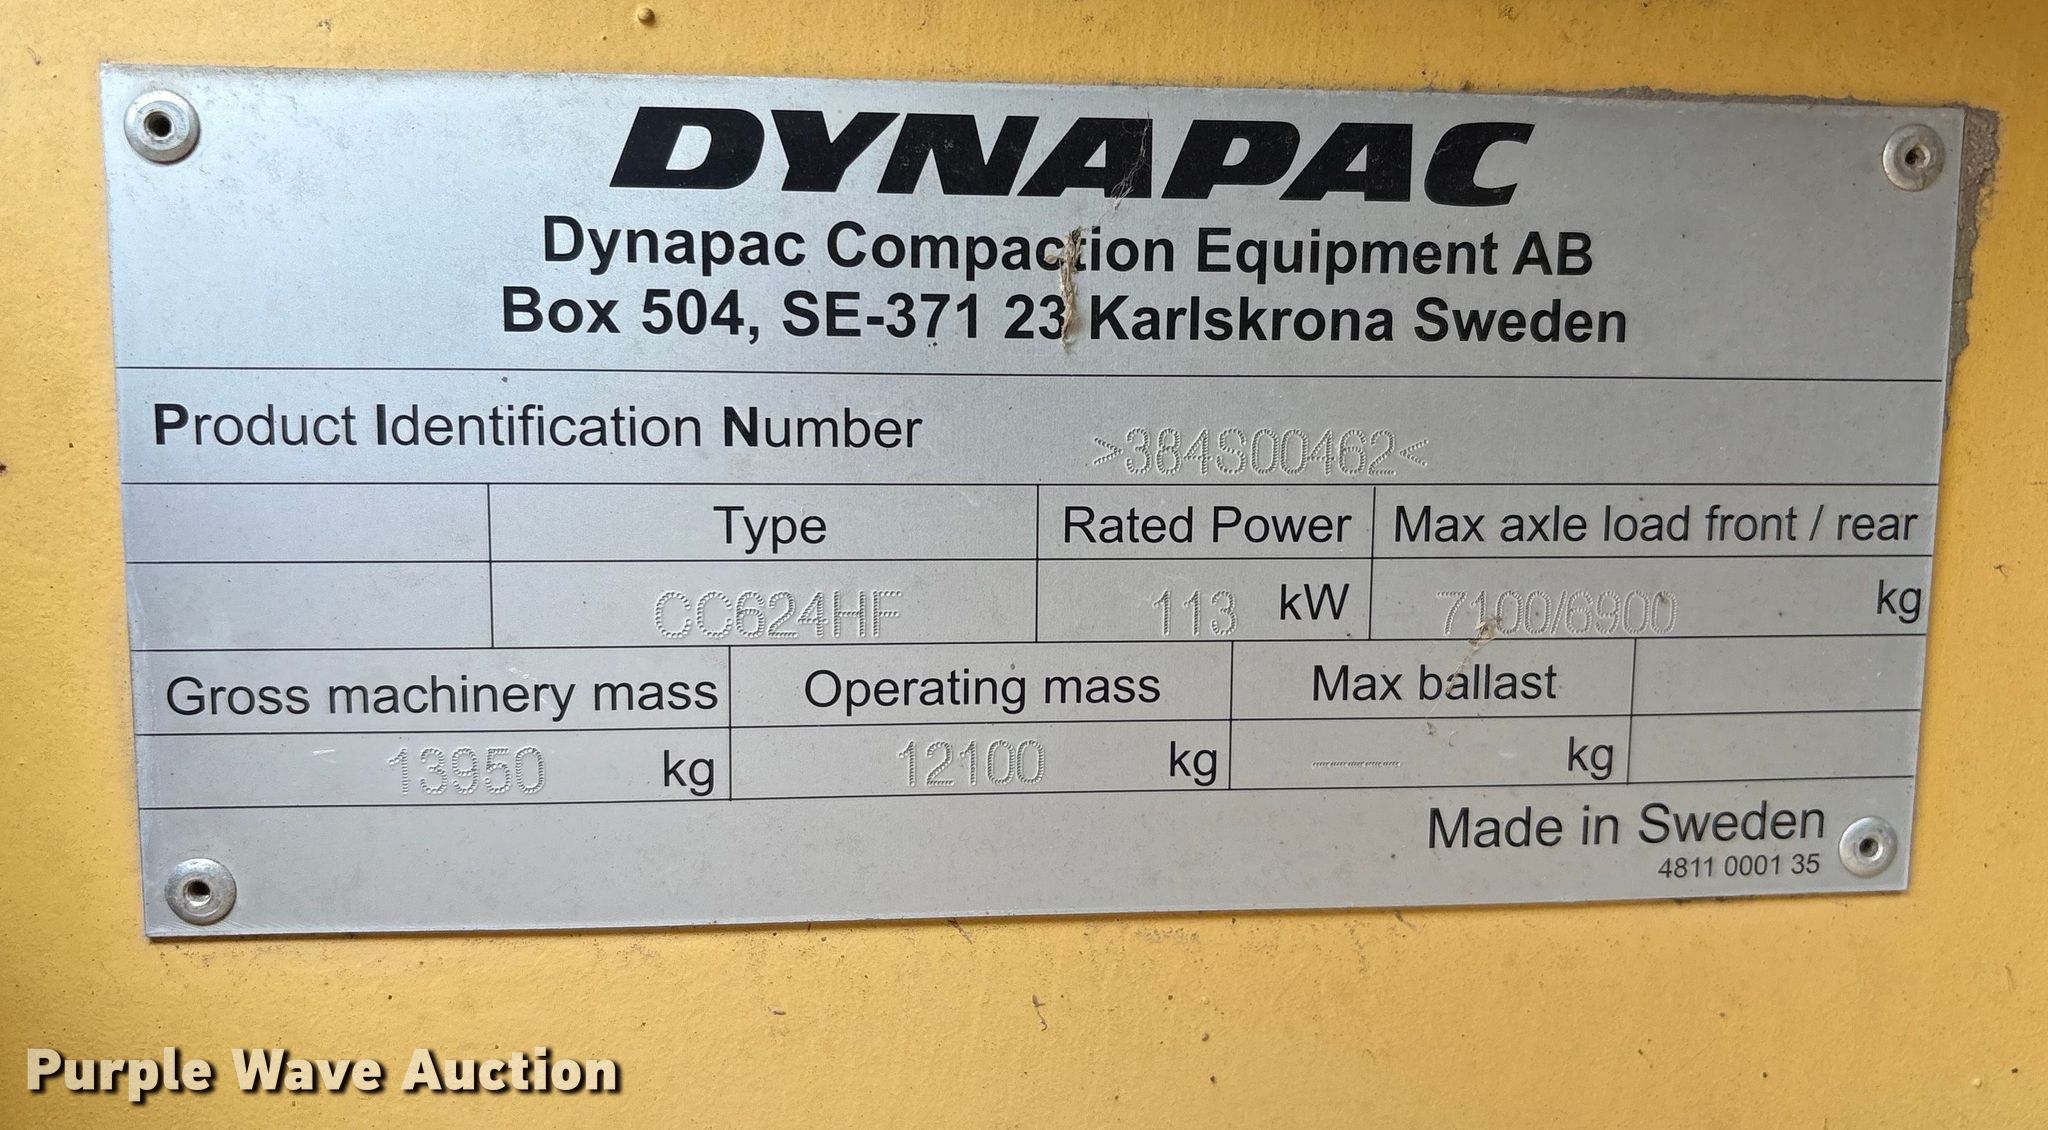 DYNAPAC
Dynapac Compaction Equipment AB
Box 504, SE-371 23 Karlskrona Sweden
Product Identification Number >384S00462<
Type Rated Power Max axle load front / rear
CC624HF 113 kW 7100/6900 kg
Gross machinery mass Operating mass Max ballast
13950 kg 12100 kg ----- kg
Made in Sweden
4811 0001 35
Purple Wave Auction